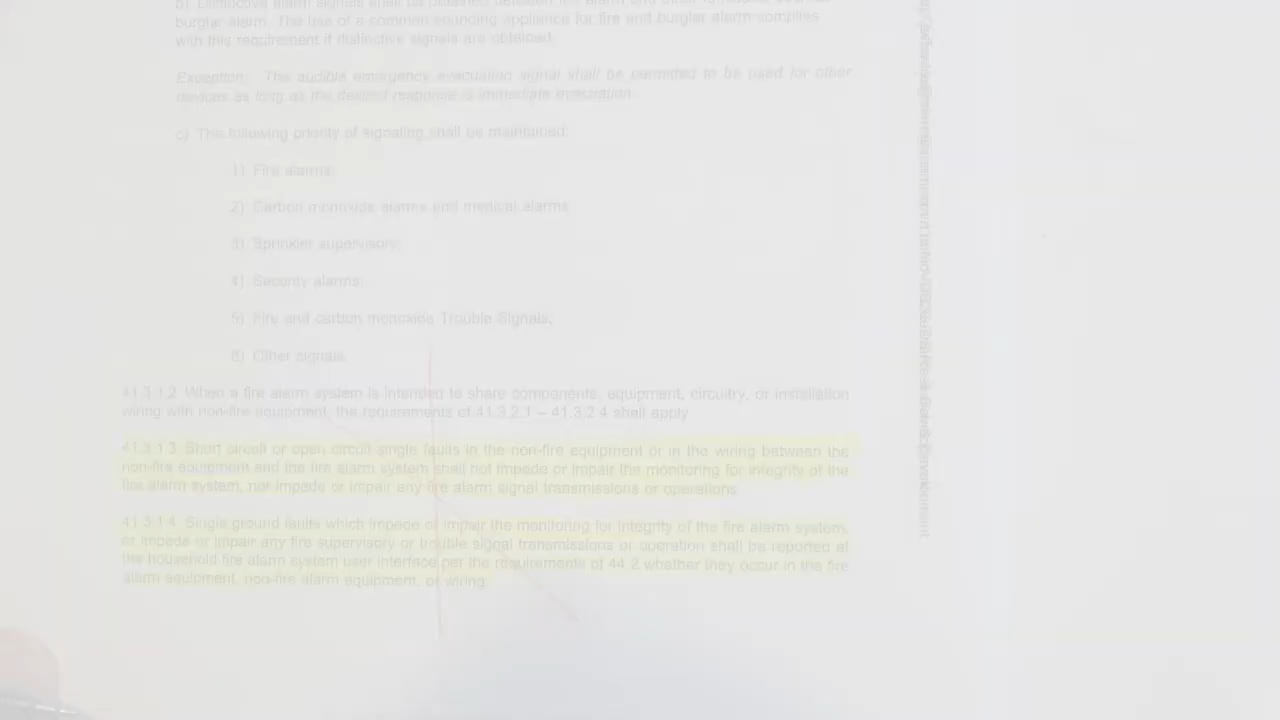 burglar alarm. The use of a common sounding appliance for fire and burglar alarm complies
with this requirement if distinctive signals are obtained.
Exception: The audible emergency evacuation signal shall be permitted to be used for other
devices as long as the desired response is immediate evacuation.
c) The following priority of signaling shall be maintained:
1) Fire alarms;
2) Carbon monoxide alarms and medical alarms
3) Sprinkler supervisory;
4) Security alarms;
5) Fire and carbon monoxide Trouble Signals;
6) Other signals.
41.3.1.2 When a fire alarm system is intended to share components, equipment, circuitry, or installation
wiring with non-fire equipment, the requirements of 41.3.2.1 – 41.3.2.4 shall apply.
41.3.1.3 Short circuit or open circuit single faults in the non-fire equipment or in the wiring between the
non-fire equipment and the fire alarm system shall not impede or impair the monitoring for integrity of the
fire alarm system, nor impede or impair any fire alarm signal transmissions or operations.
41.3.1.4 Single ground faults which impede or impair the monitoring for integrity of the fire alarm system,
or impede or impair any fire supervisory or trouble signal transmissions or operation shall be reported at
the household fire alarm system user interface per the requirements of 44.2 whether they occur in the fire
alarm equipment, non-fire alarm equipment, or wiring.